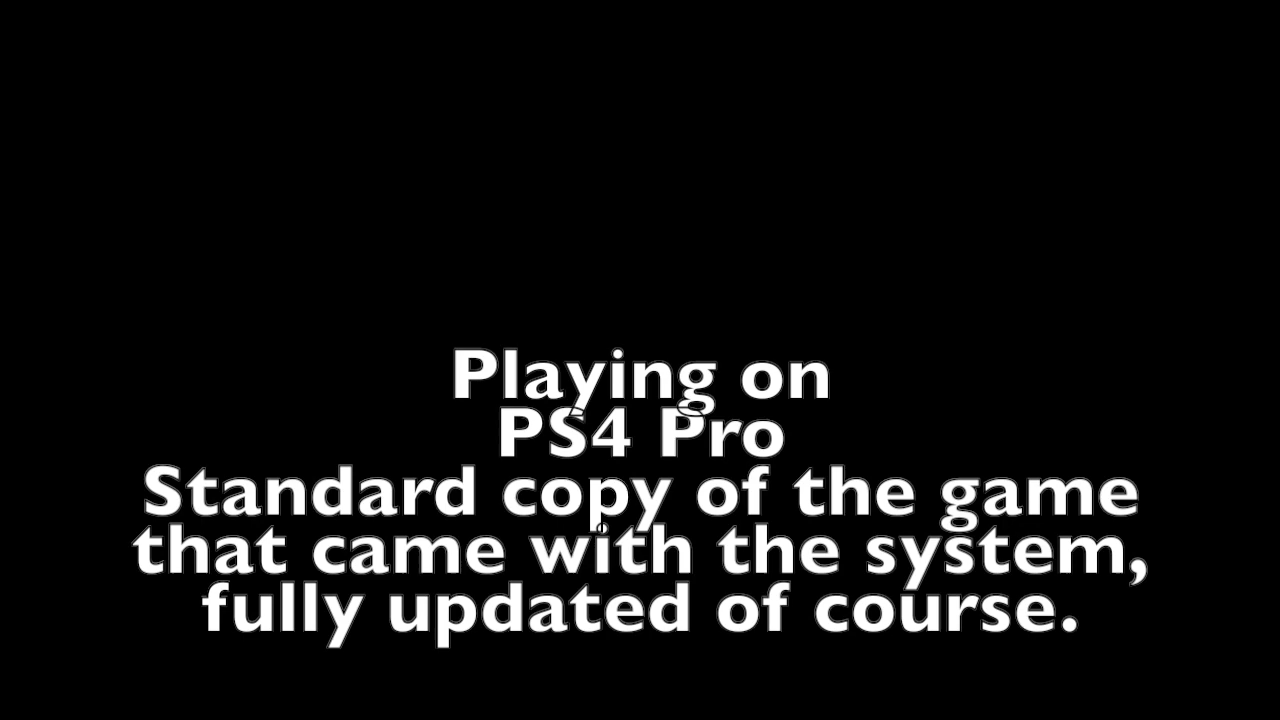 Playing on
PS4 Pro
Standard copy of the game
that came with the system,
fully updated of course.